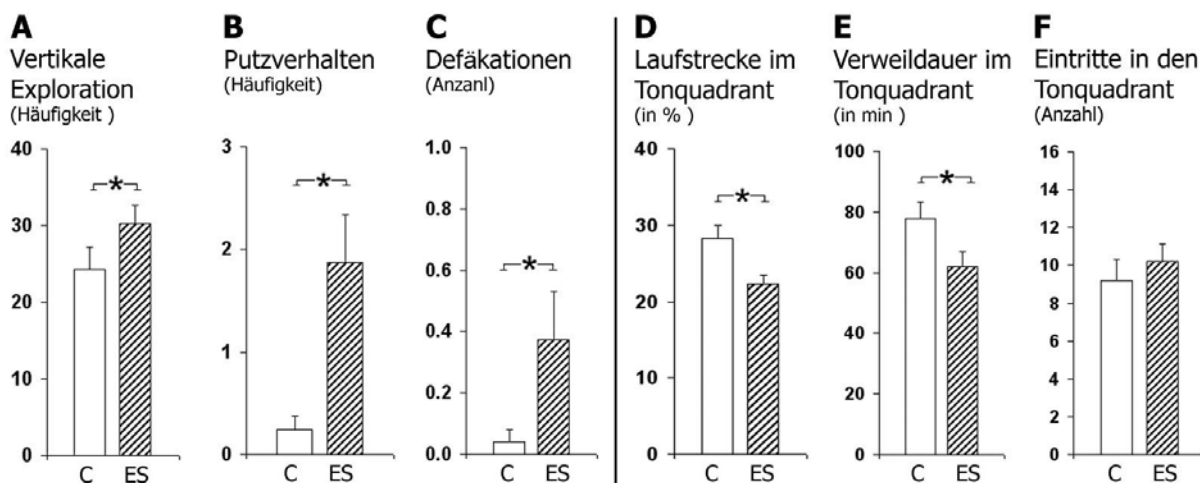 A
Vertikale
Exploration
(Häufigkeit )
40
30
20
10
0
*
C ES
B
Putzverhalten
(Häufigkeit)
3
2
1
0
*
C ES
C
Defäkationen
(Anzahl)
1.0
0.8
0.6
0.4
0.2
0.0
*
C ES
D
Laufstrecke im
Tonquadrant
(in % )
40
30
20
10
0
*
C ES
E
Verweildauer im
Tonquadrant
(in min )
100
80
60
40
20
0
*
C ES
F
Eintritte in den
Tonquadrant
(Anzahl)
16
14
12
10
8
6
4
2
0
C ES